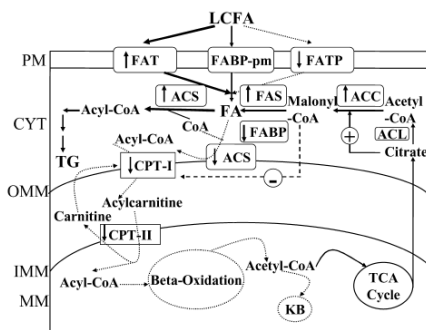 LCFA
PM
↑FAT
FABP-pm
↓FATP
↑ACS
↑FAS
↑ACC
Acyl-CoA
FA
Malonyl
-CoA
Acetyl
-CoA
CYT
CoA
↓FABP
+
ACL
Acyl-CoA
Citrate
TG
↓CPT-I
↓ACS
-
OMM
Acylcarnitine
Carnitine
↓CPT-II
IMM
Acyl-CoA
Beta-Oxidation
Acetyl-CoA
TCA
Cycle
MM
KB